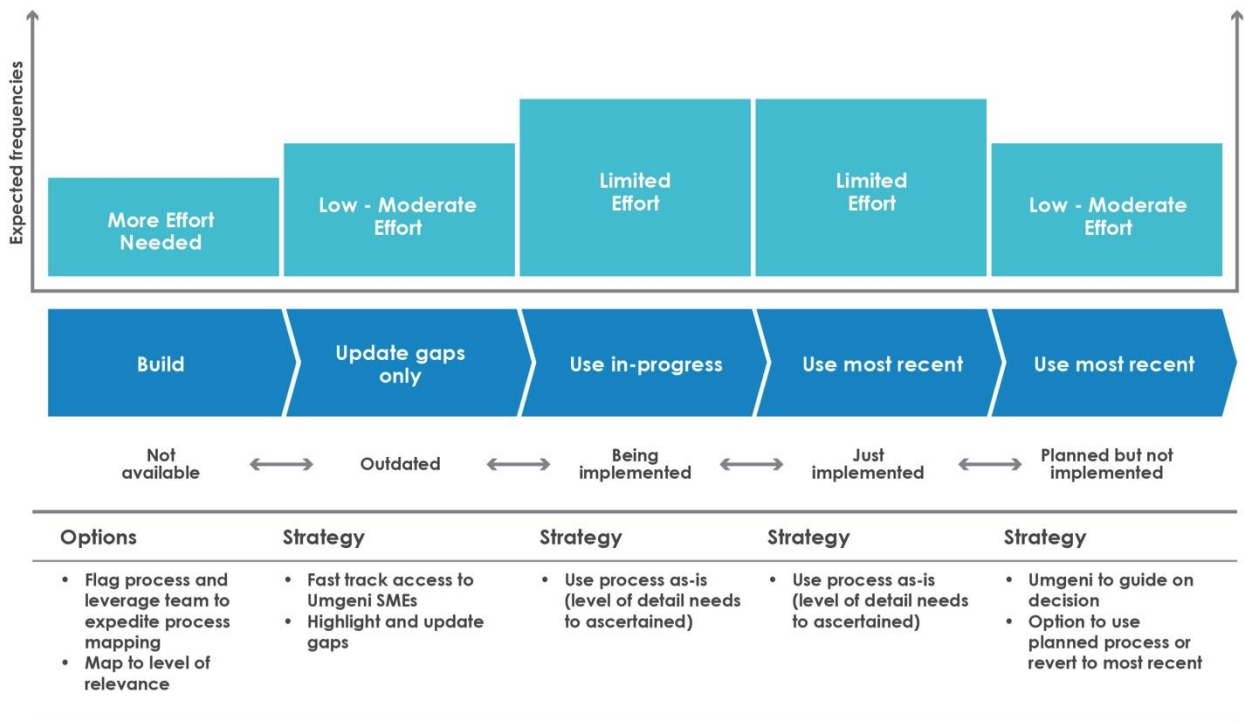 Expected frequencies
More Effort
Needed
Low - Moderate
Effort
Limited
Effort
Limited
Effort
Low - Moderate
Effort
Build
Update gaps
only
Use in-progress
Use most recent
Use most recent
Not
available
Outdated
Being
implemented
Just
implemented
Planned but not
implemented
Options
• Flag process and
leverage team to
expedite process
mapping
• Map to level of
relevance
Strategy
• Fast track access to
Umgeni SMEs
• Highlight and update
gaps
Strategy
• Use process as-is
(level of detail needs
to ascertained)
Strategy
• Use process as-is
(level of detail needs
to ascertained)
Strategy
• Umgeni to guide on
decision
• Option to use
planned process or
revert to most recent